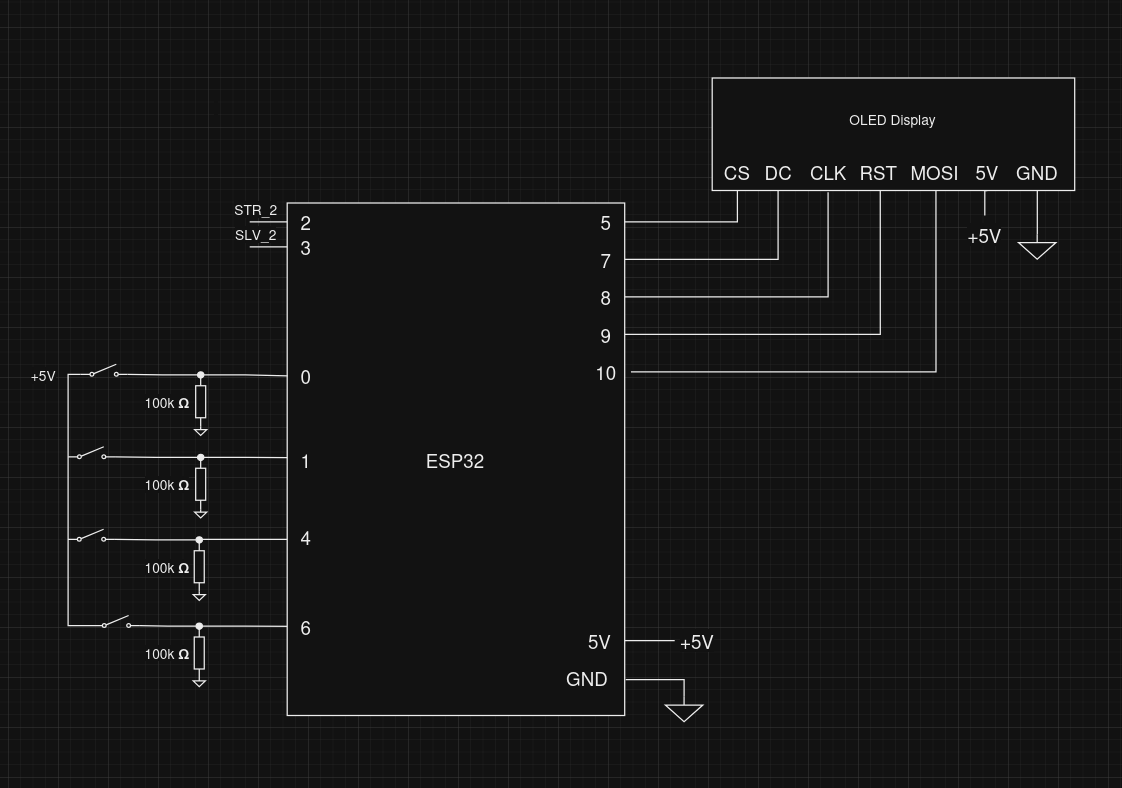 OLED Display
CS DC CLK RST MOSI 5V GND
+5V
STR_2
SLV_2
2
3
5
7
8
9
10
+5V
0
100k Ω
1
100k Ω
ESP32
4
100k Ω
6
100k Ω
5V
+5V
GND